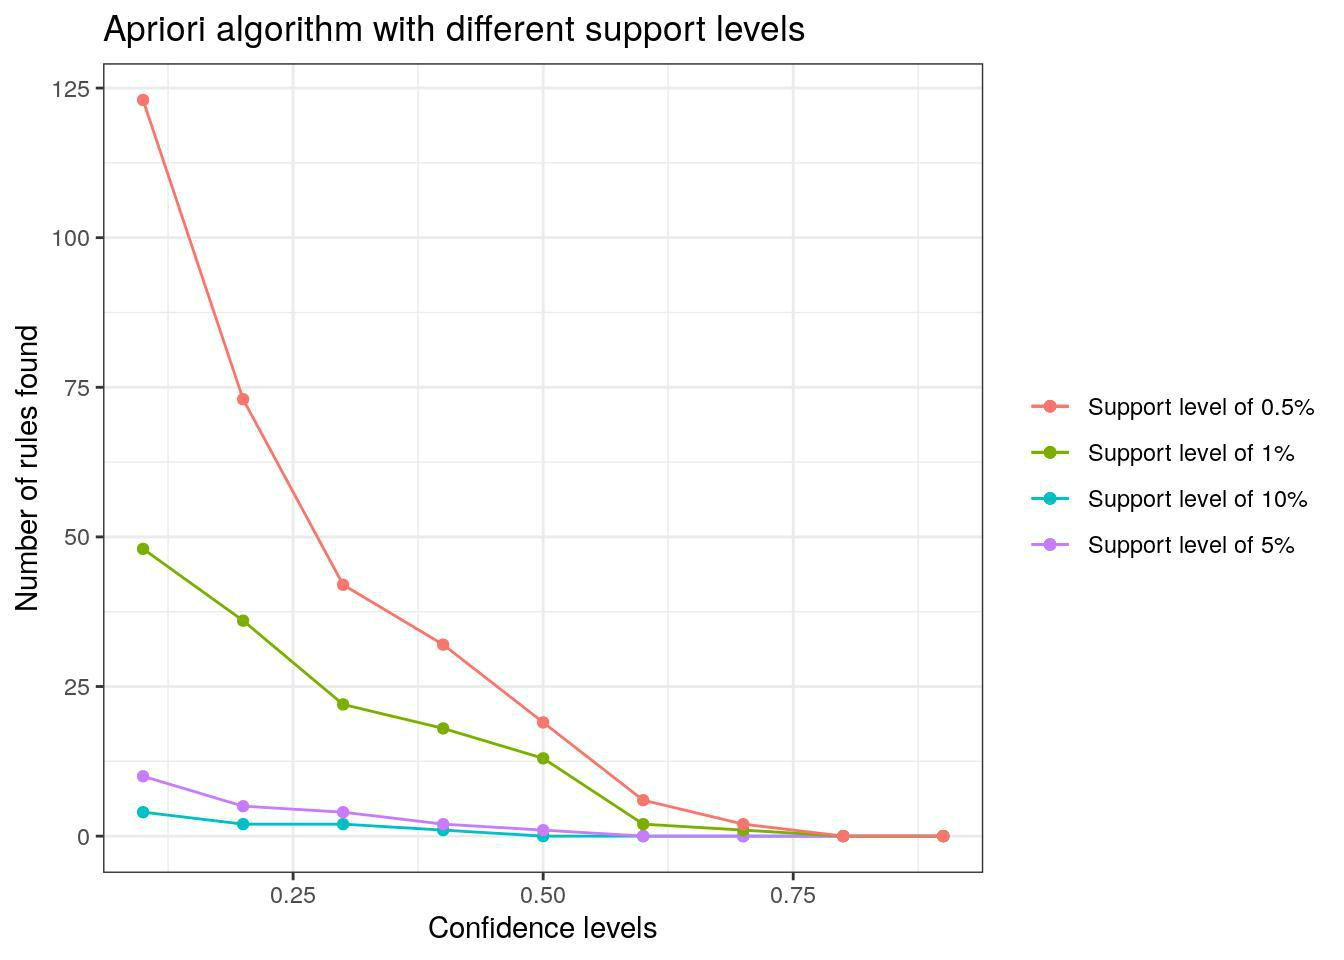 Apriori algorithm with different support levels
125
100
75
50
25
0
Number of rules found
0.25
0.50
0.75
Confidence levels
Support level of 0.5%
Support level of 1%
Support level of 10%
Support level of 5%